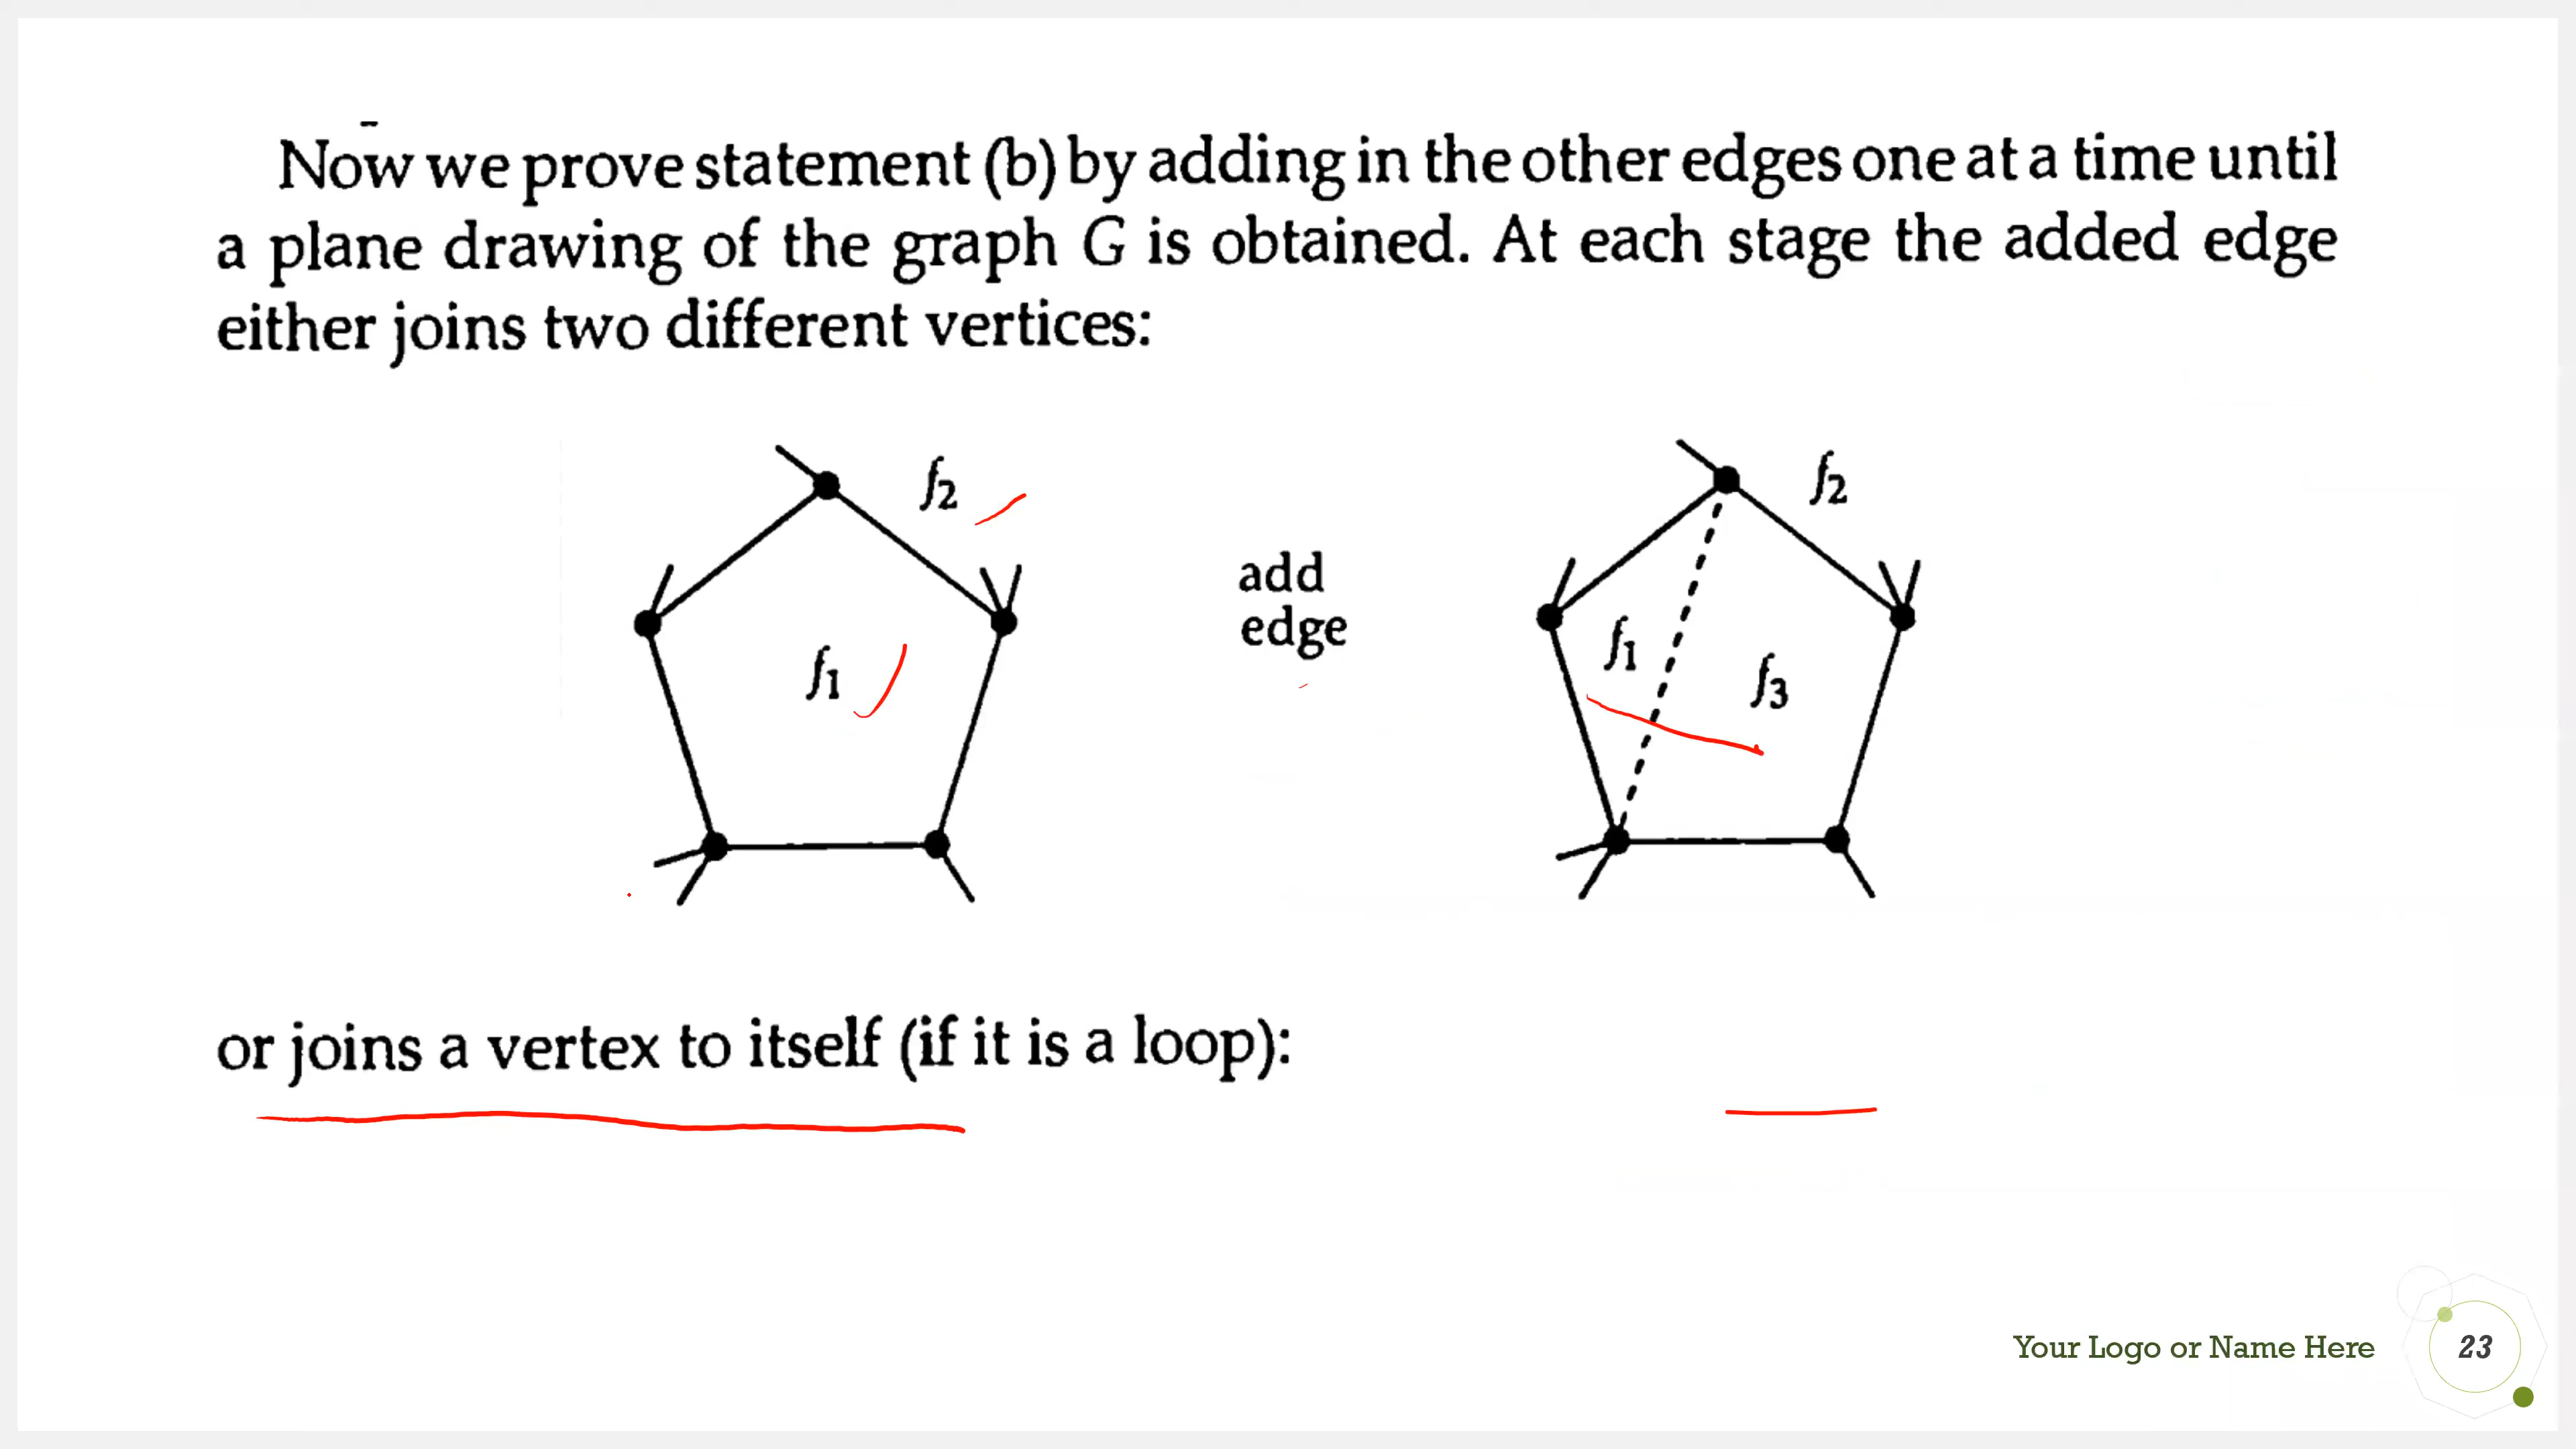 Now we prove statement (b) by adding in the other edges one at a time until
a plane drawing of the graph G is obtained. At each stage the added edge
either joins two different vertices:
f2
f1
add
edge
f2
f1
f3
or joins a vertex to itself (if it is a loop):
Your Logo or Name Here
23